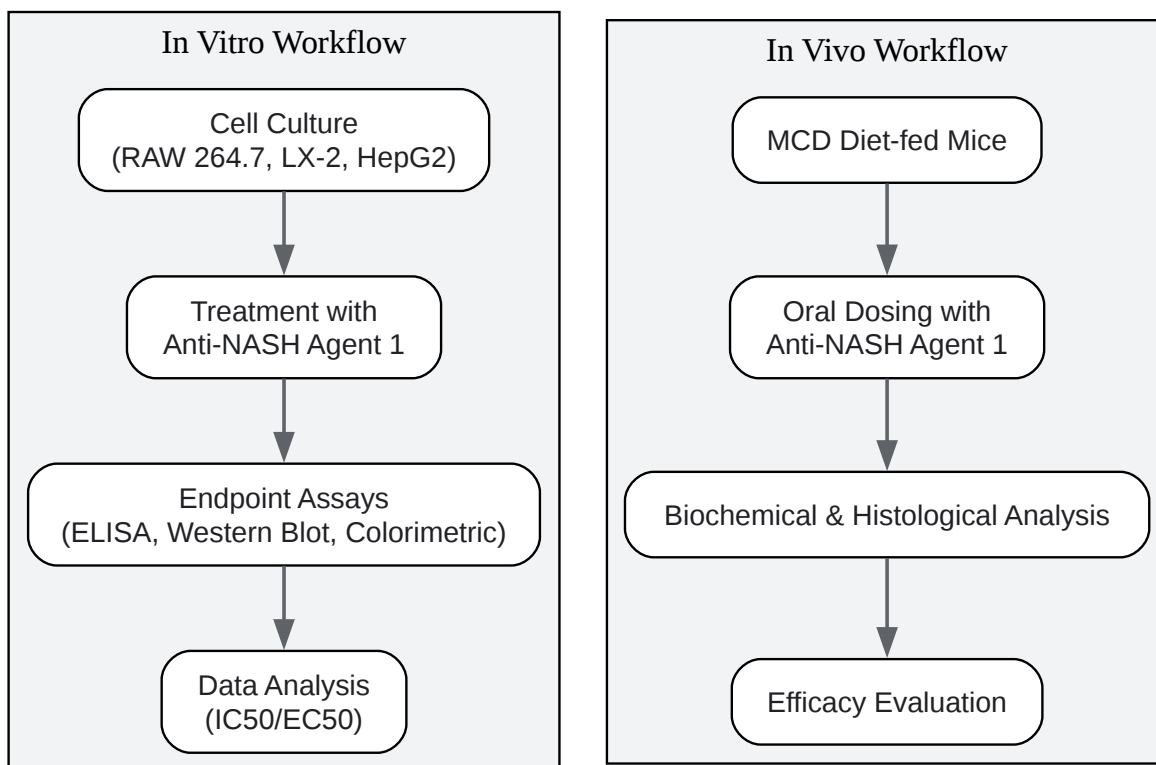 In Vitro Workflow
Cell Culture
(RAW 264.7, LX-2, HepG2)
Treatment with
Anti-NASH Agent 1
Endpoint Assays
(ELISA, Western Blot, Colorimetric)
Data Analysis
(IC50/EC50)
In Vivo Workflow
MCD Diet-fed Mice
Oral Dosing with
Anti-NASH Agent 1
Biochemical & Histological Analysis
Efficacy Evaluation